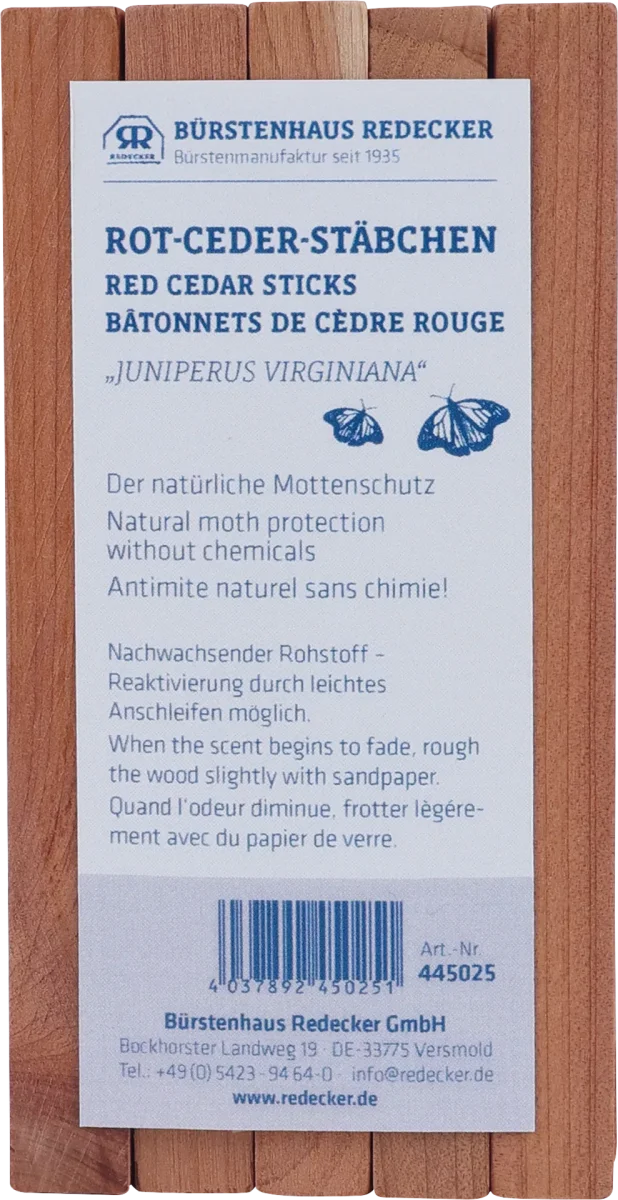 REDECKER
BÜRSTENHAUS REDECKER
Bürstenmanufaktur seit 1935
ROT-CEDER-STÄBCHEN
RED CEDAR STICKS
BÂTONNETS DE CÈDRE ROUGE
„JUNIPERUS VIRGINIANA“
Der natürliche Mottenschutz
Natural moth protection
without chemicals
Antimite naturel sans chimie!
Nachwachsender Rohstoff –
Reaktivierung durch leichtes
Anschleifen möglich.
When the scent begins to fade, rough
the wood slightly with sandpaper.
Quand l'odeur diminue, frotter lègére-
ment avec du papier de verre.
Art.-Nr.
445025
4 037892 450251
Bürstenhaus Redecker GmbH
Bockhorster Landweg 19 · DE-33775 Versmold
Tel.: +49 (0) 5423 - 94 64-0 · info@redecker.de
www.redecker.de